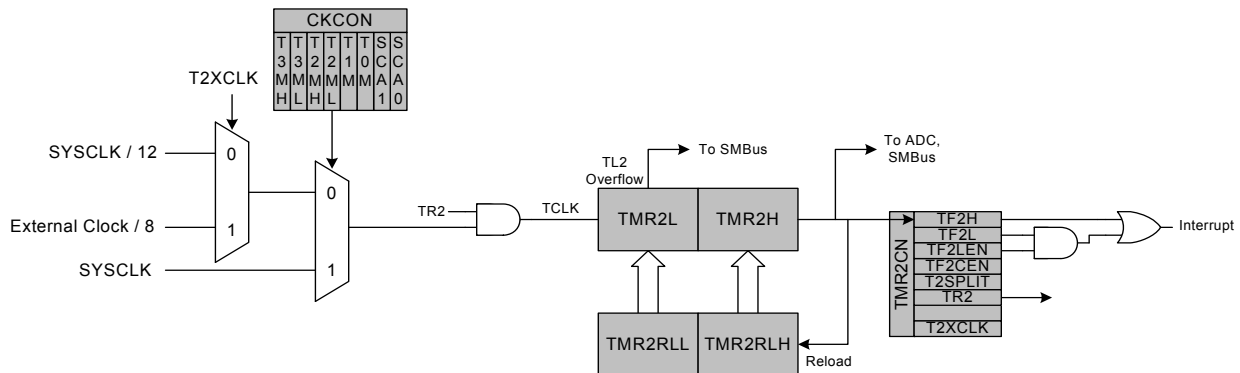 CKCON
T3MH T3ML T2MH T2ML T1M T0M SCA1 SCA0
T2XCLK
SYSCLK / 12
0
External Clock / 8
1
SYSCLK
0
1
TR2
TCLK
TL2
Overflow
To SMBus
To ADC,
SMBus
TMR2L
TMR2H
TMR2RLL
TMR2RLH
Reload
TMR2CN
TF2H
TF2L
TF2LEN
TF2CEN
T2SPLIT
TR2
T2XCLK
Interrupt